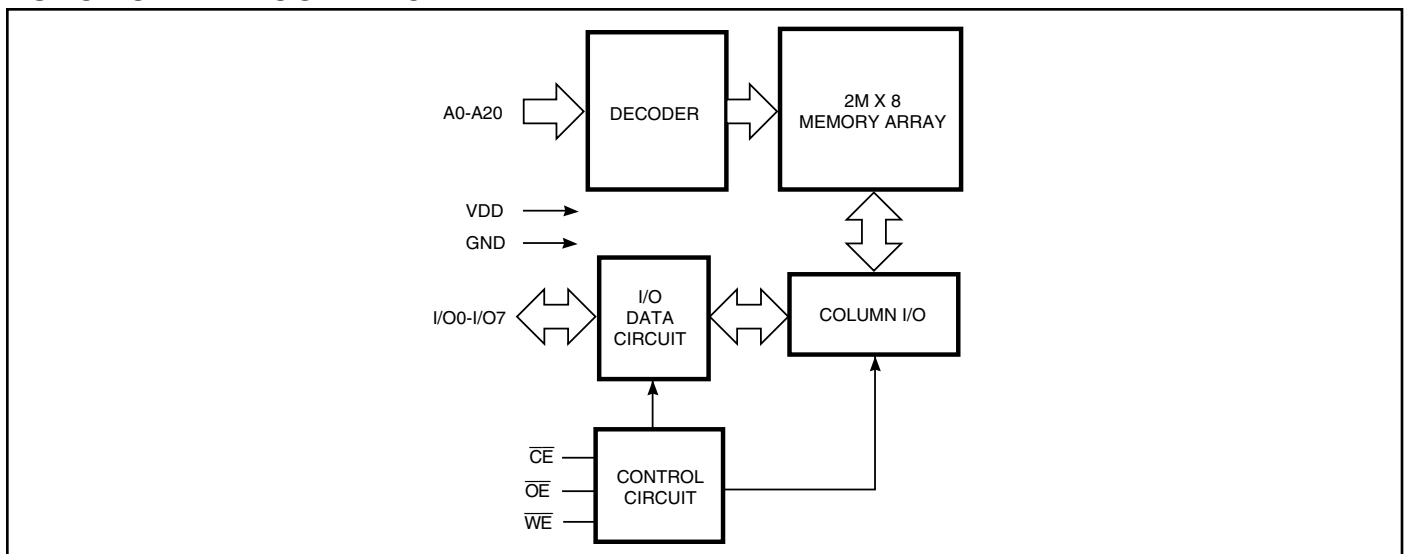 A0-A20
DECODER
2M X 8
MEMORY ARRAY
VDD
GND
I/O0-I/O7
I/O
DATA
CIRCUIT
COLUMN I/O
CE
OE
WE
CONTROL
CIRCUIT